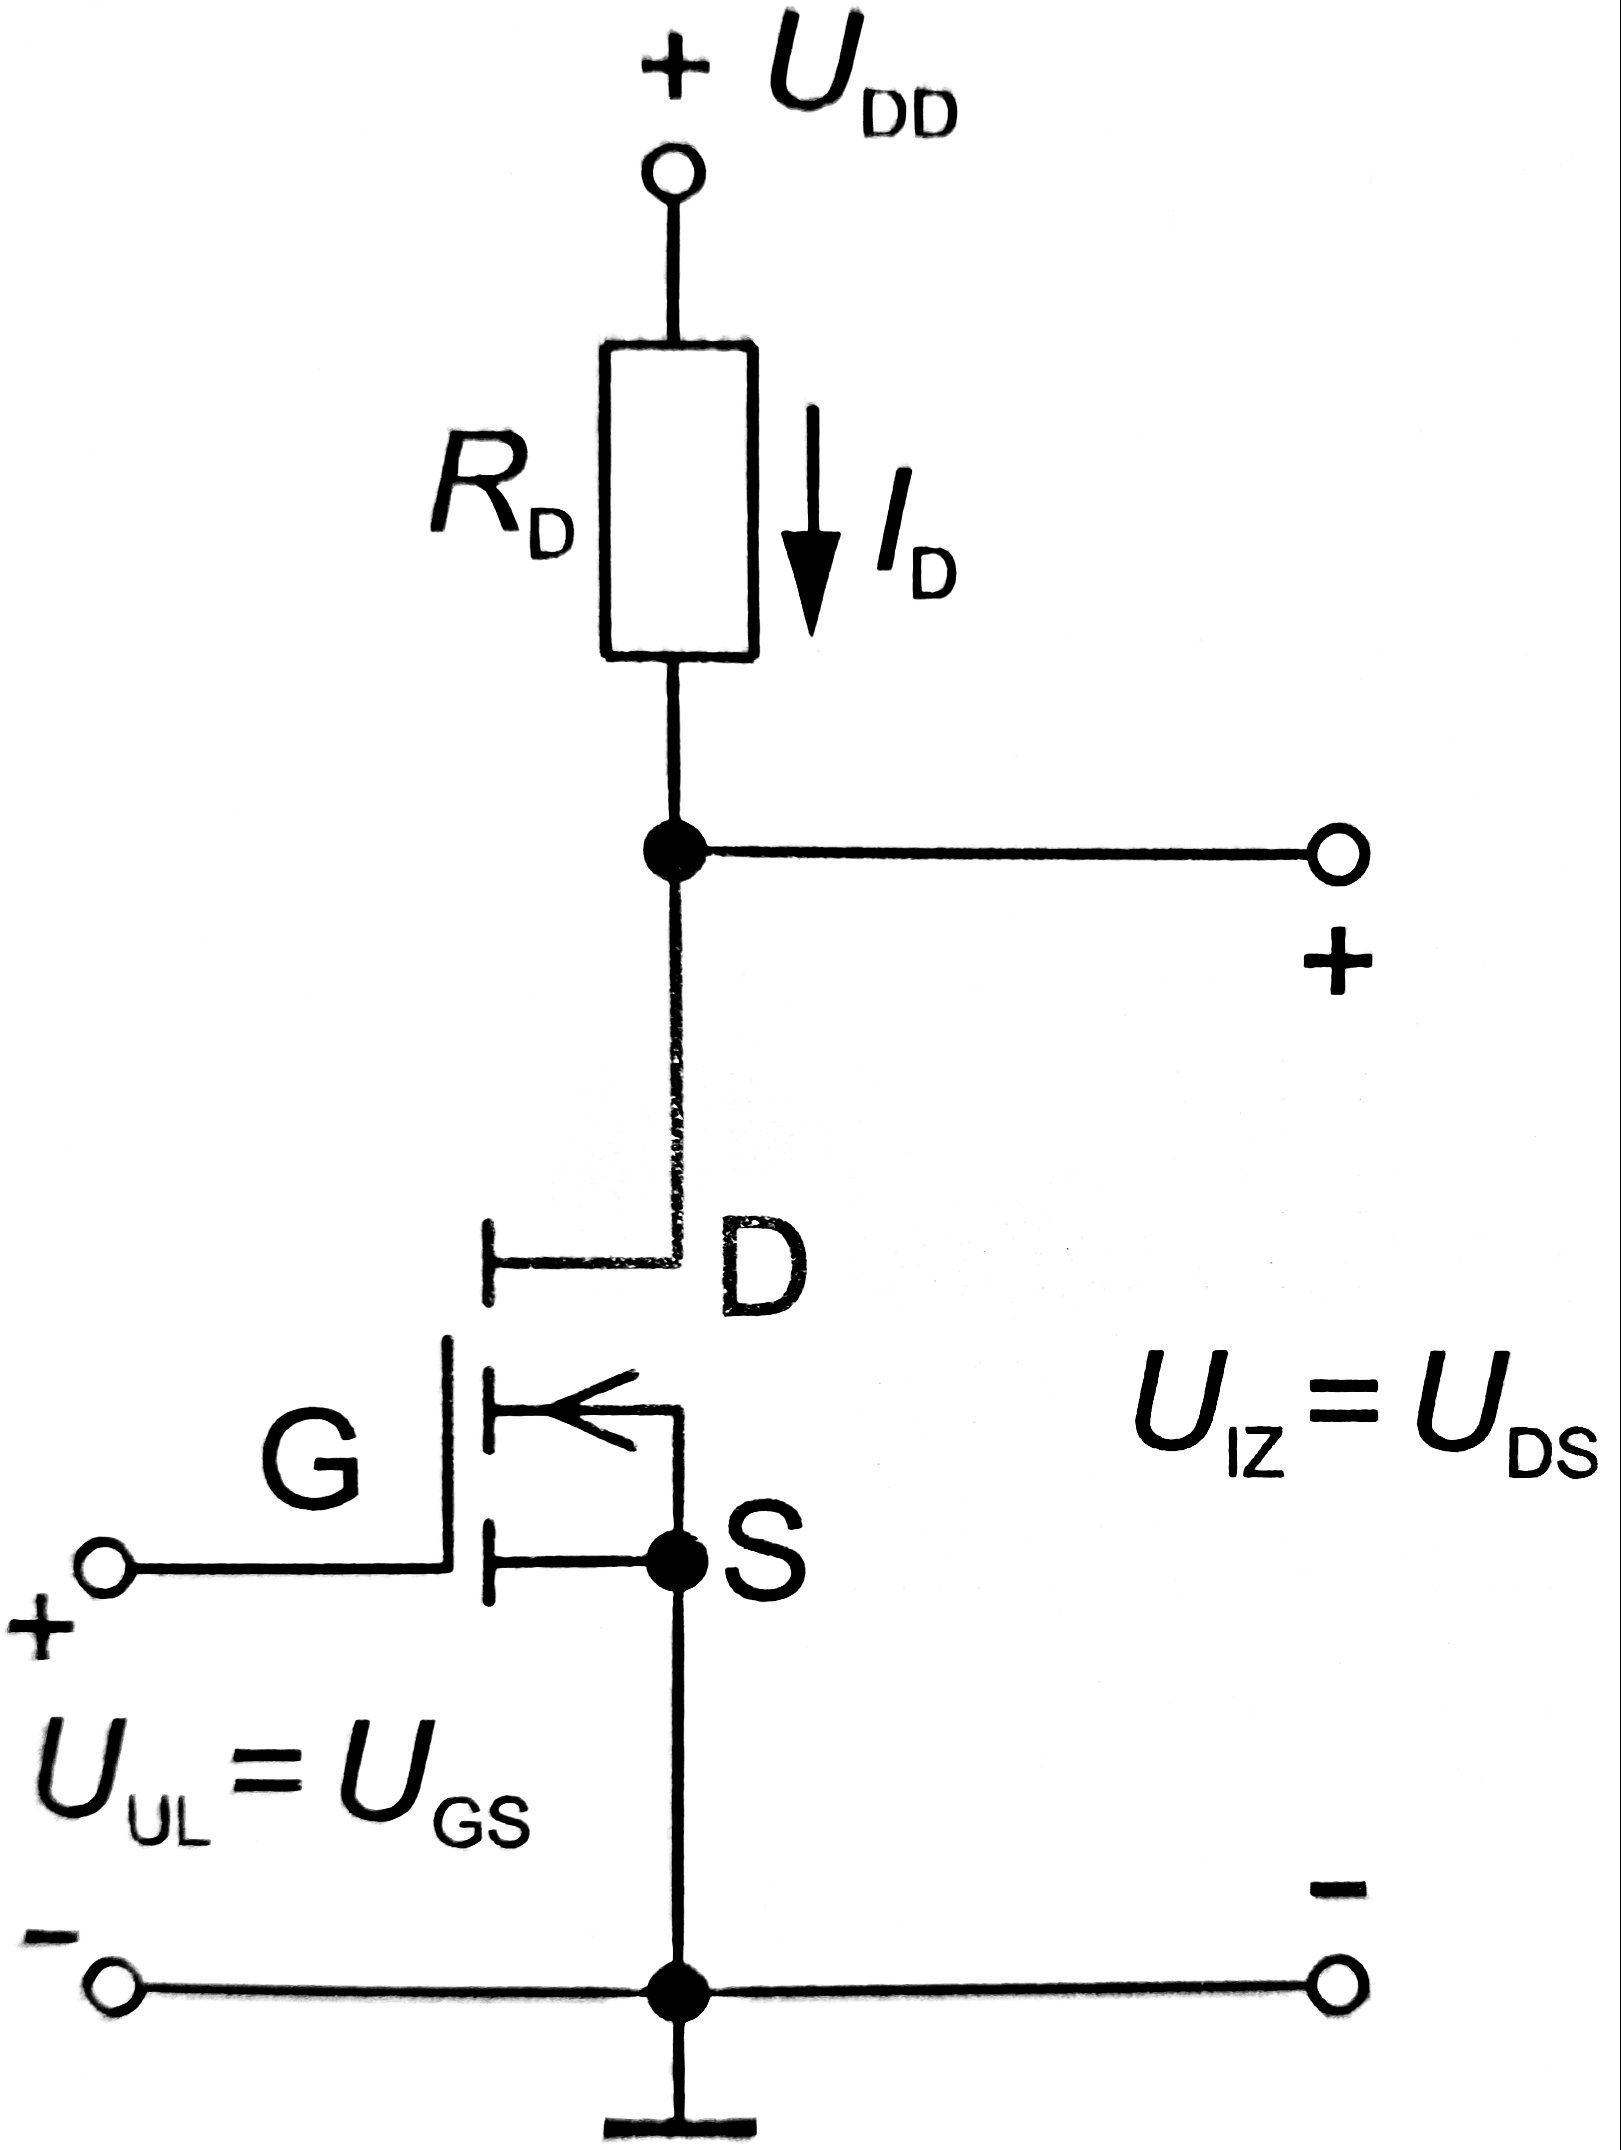 + U_DD
R_D
I_D
+
D
G
U_IZ = U_DS
S
+
U_UL = U_GS
-
-